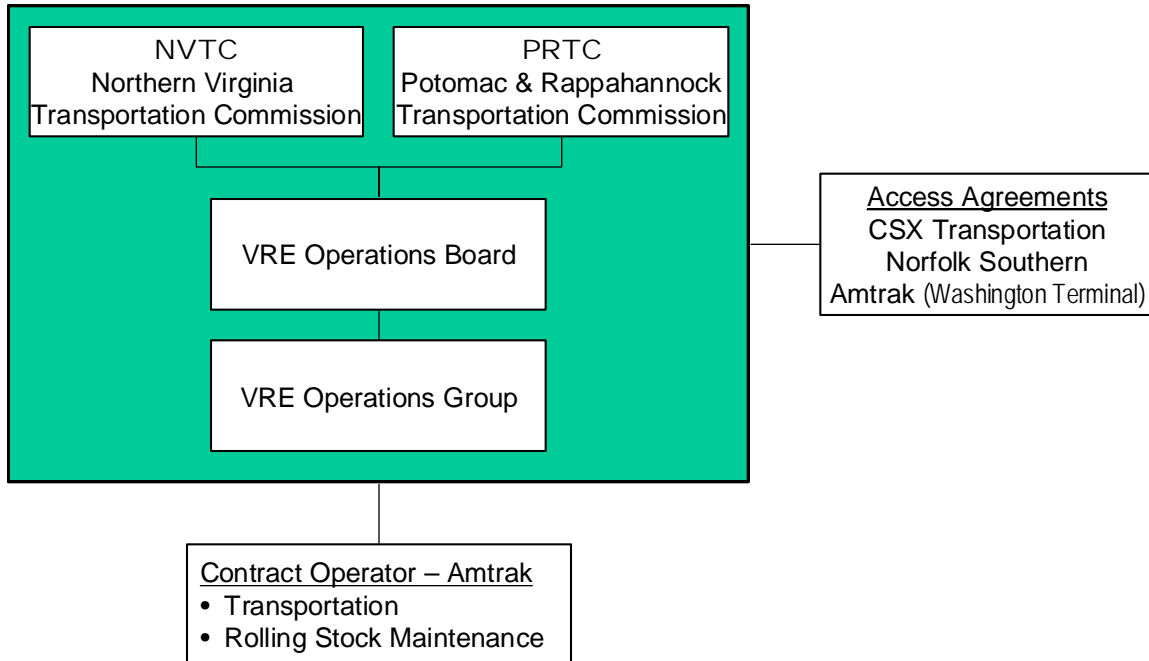 NVTC
Northern Virginia
Transportation Commission
PRTC
Potomac & Rappahannock
Transportation Commission
VRE Operations Board
VRE Operations Group
Access Agreements
CSX Transportation
Norfolk Southern
Amtrak (Washington Terminal)
Contract Operator – Amtrak
• Transportation
• Rolling Stock Maintenance